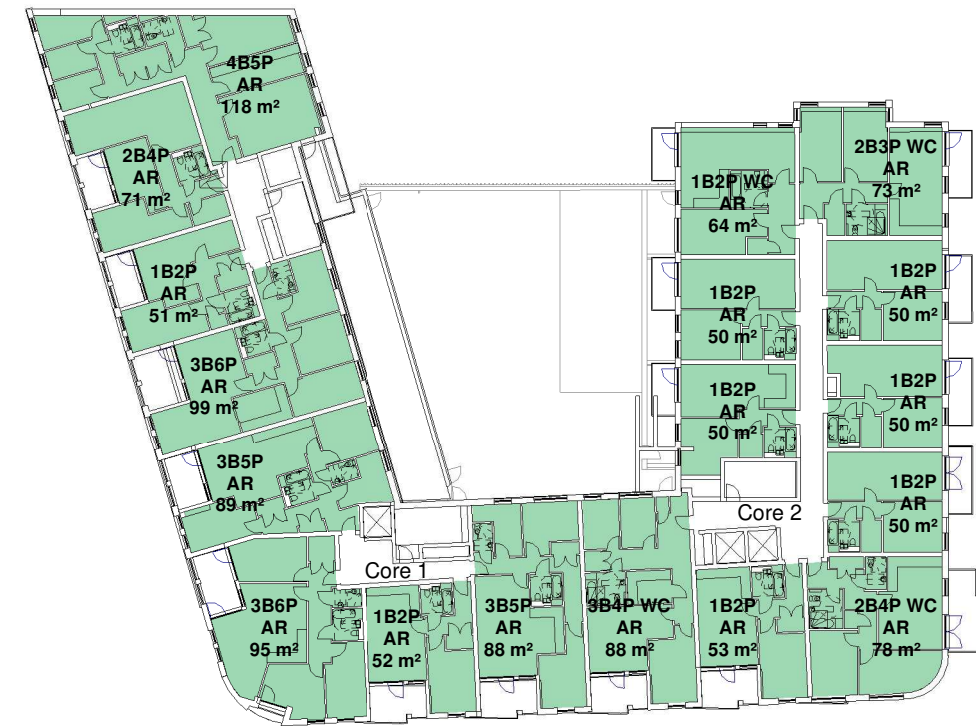 4B5P
AR
118 m²
2B4P
AR
71 m²
1B2P
AR
51 m²
3B6P
AR
99 m²
3B5P
AR
89 m²
3B6P
AR
95 m²
Core 1
1B2P
AR
52 m²
3B5P
AR
88 m²
3B4P WC
AR
88 m²
1B2P
AR
53 m²
2B4P WC
AR
78 m²
Core 2
1B2P WC
AR
64 m²
2B3P WC
AR
73 m²
1B2P
AR
50 m²
1B2P
AR
50 m²
1B2P
AR
50 m²
1B2P
AR
50 m²
1B2P
AR
50 m²